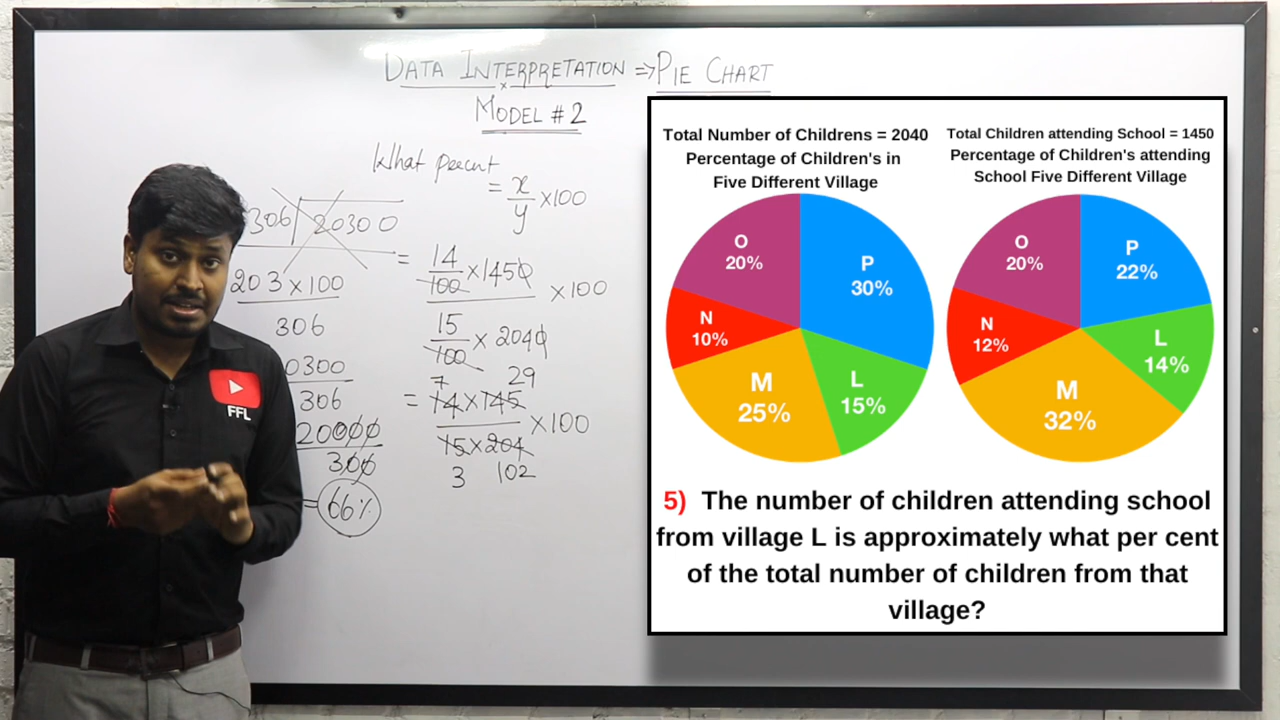 DATA INTERPRETATION ⇒ PIE CHART
MODEL # 2
What percent
= x/y ×100
306 20300
= 14/100 ×1450
15/100 × 2040 ×100
203×100
306
7 29
= 14×145
15×204 ×100
3 102
0300
306
20000
300
= 66%
FFL
Total Number of Childrens = 2040
Percentage of Children's in
Five Different Village
O
20%
P
30%
N
10%
M
25%
L
15%
Total Children attending School = 1450
Percentage of Children's attending
School Five Different Village
O
20%
P
22%
N
12%
L
14%
M
32%
5) The number of children attending school
from village L is approximately what per cent
of the total number of children from that
village?